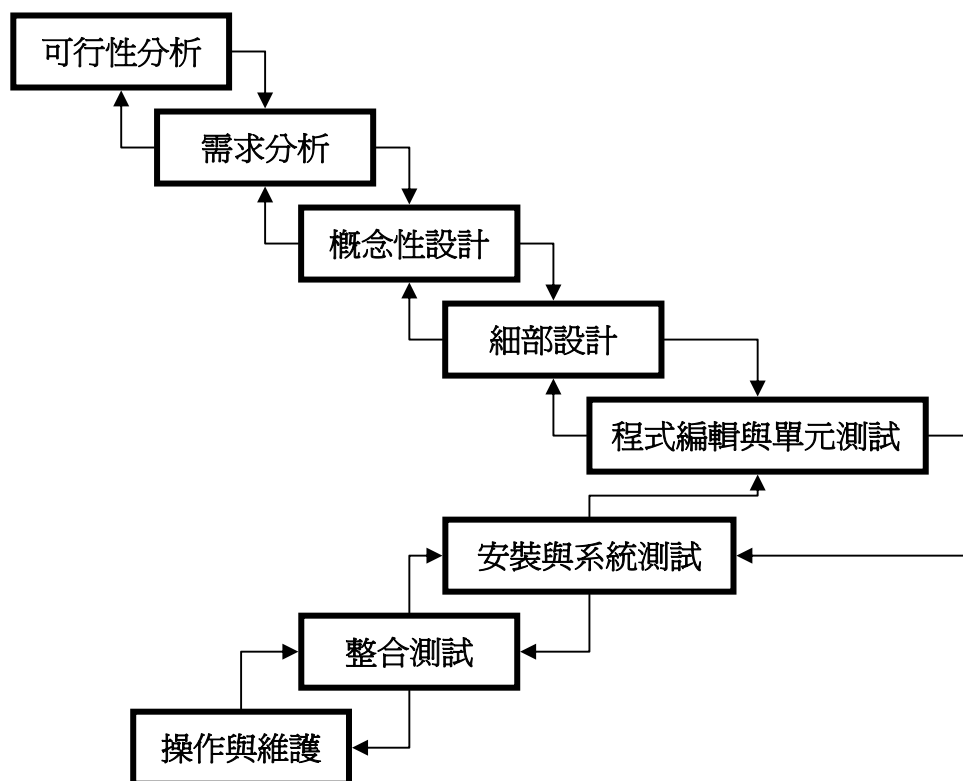 可行性分析
需求分析
概念性設計
細部設計
程式編輯與單元測試
安裝與系統測試
整合測試
操作與維護